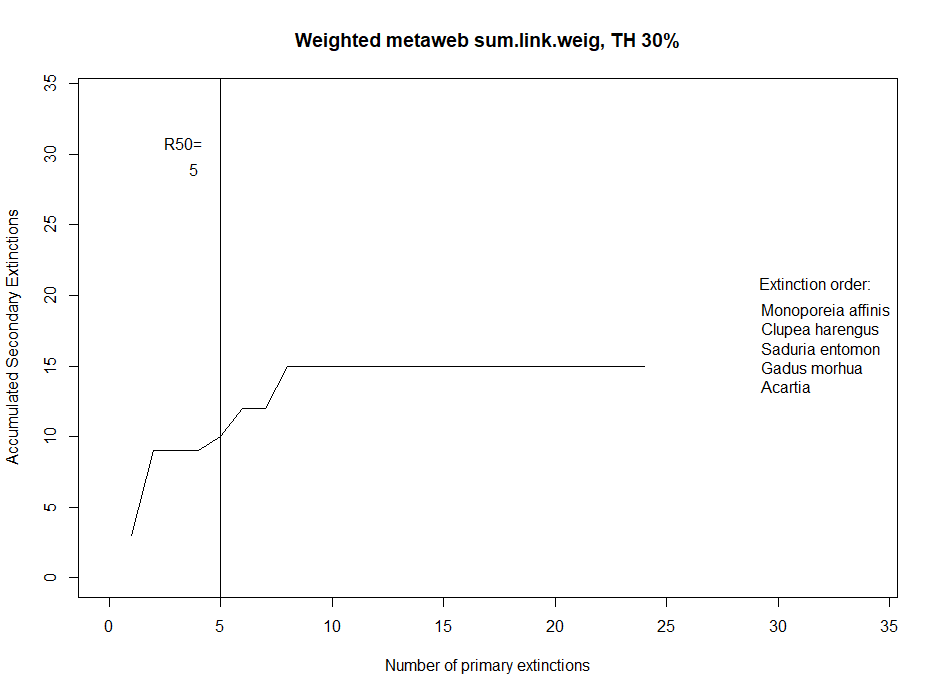 Weighted metaweb sum.link.weig, TH 30%
Accumulated Secondary Extinctions
35
30
25
20
15
10
5
0
R50=
5
Extinction order:
Monoporeia affinis
Clupea harengus
Saduria entomon
Gadus morhua
Acartia
0 5 10 15 20 25 30 35
Number of primary extinctions